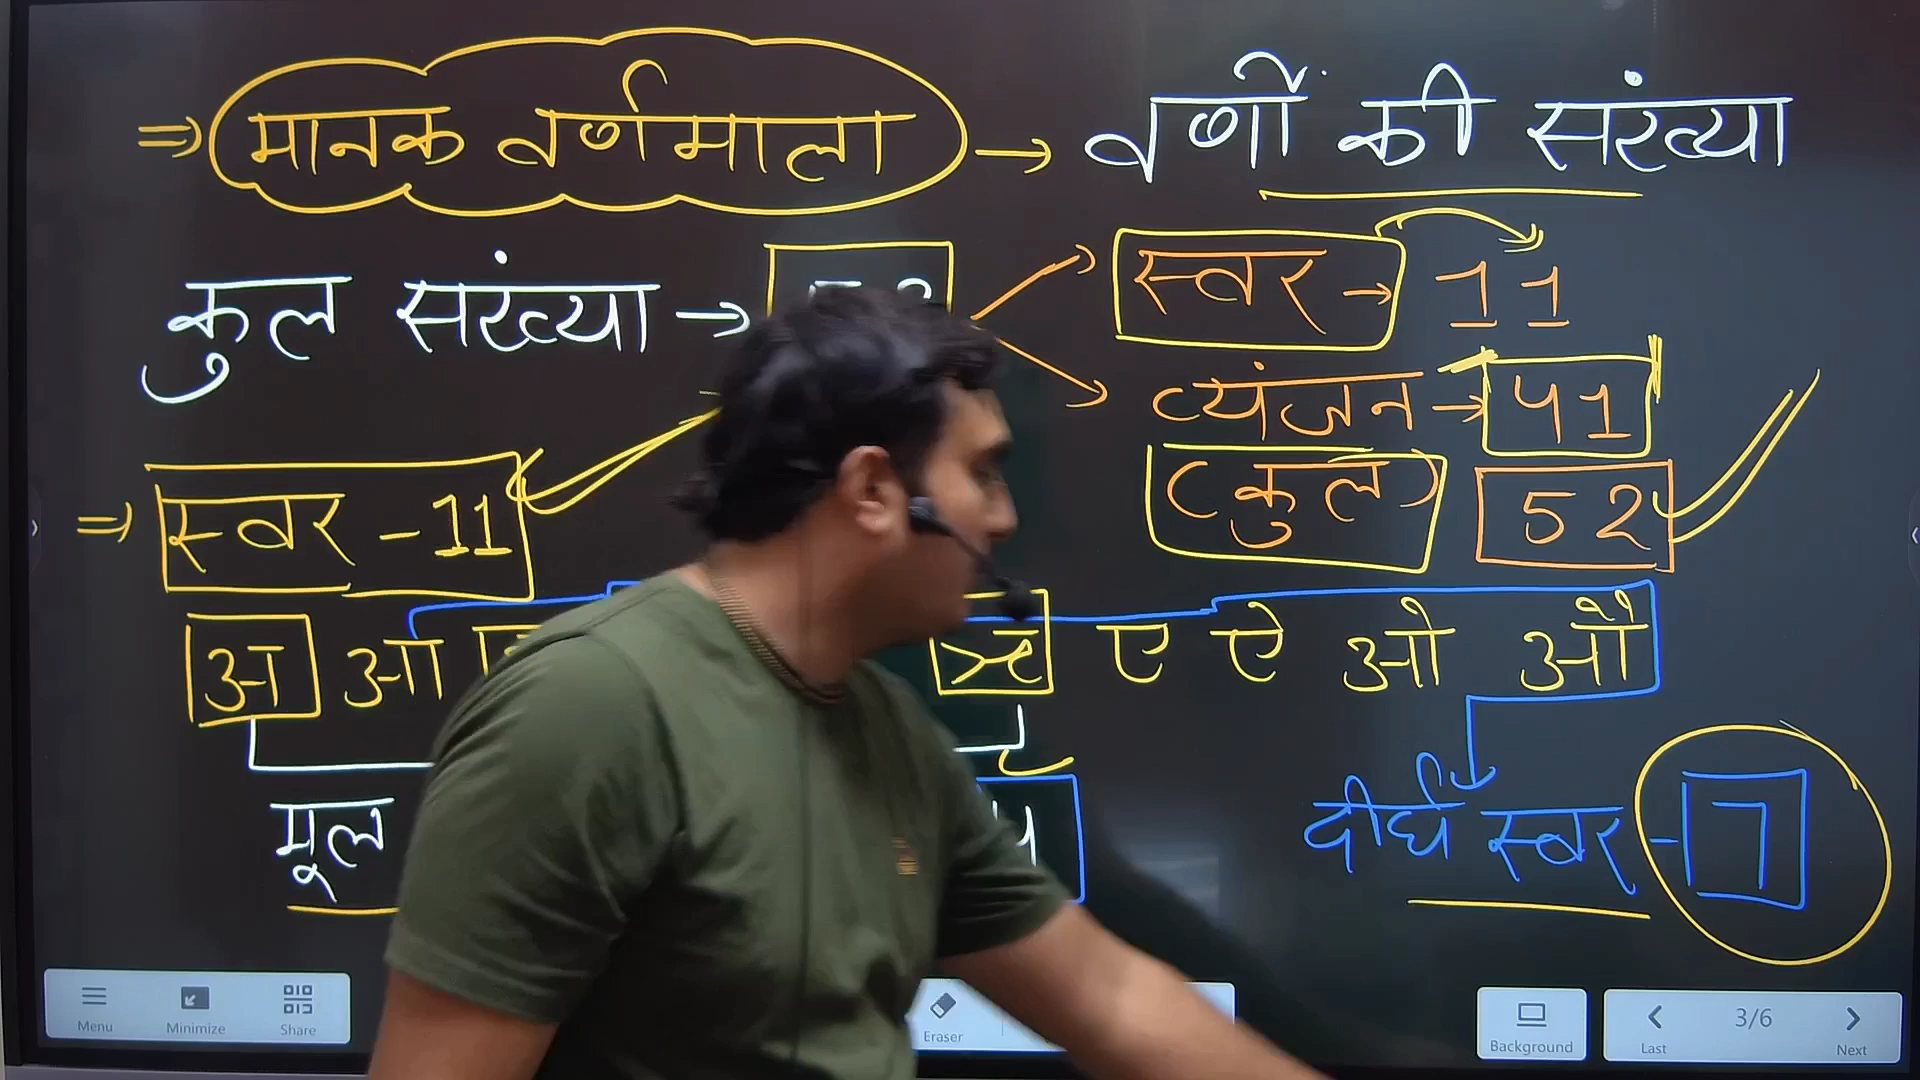 ⇒ मानक वर्णमाला → वर्णों की संख्या
कुल संख्या →
स्वर → 11
व्यंजन → 41
(कुल) 52
⇒ स्वर - 11
अ आ ऋ ए ऐ ओ औ
मूल
दीर्घ स्वर - 7
Menu Minimize Share Eraser Background Last 3/6 Next